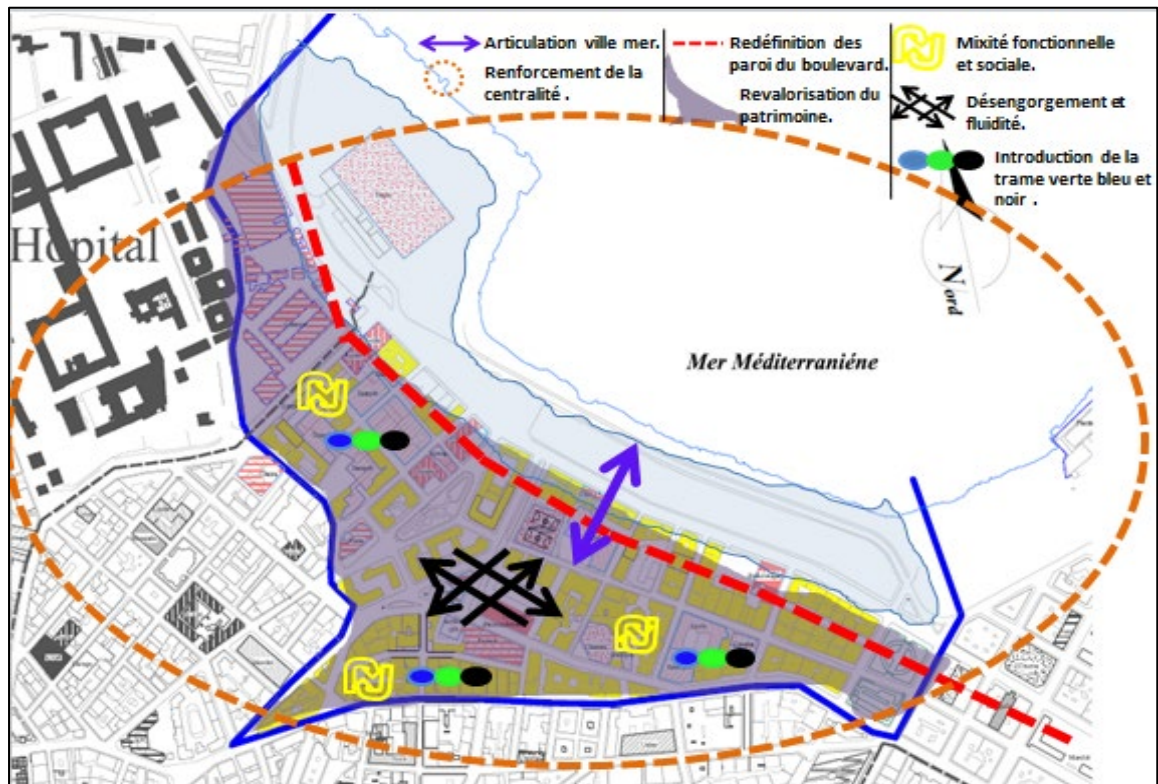 Articulation ville mer.
Renforcement de la
centralité .
Redéfinition des
paroi du boulevard.
Revalorisation du
patrimoine.
Mixité fonctionnelle
et sociale.
Désengorgement et
fluidité.
Introduction de la
trame verte bleu et
noir .
Hôpital
Nord
Mer Méditerraniéne